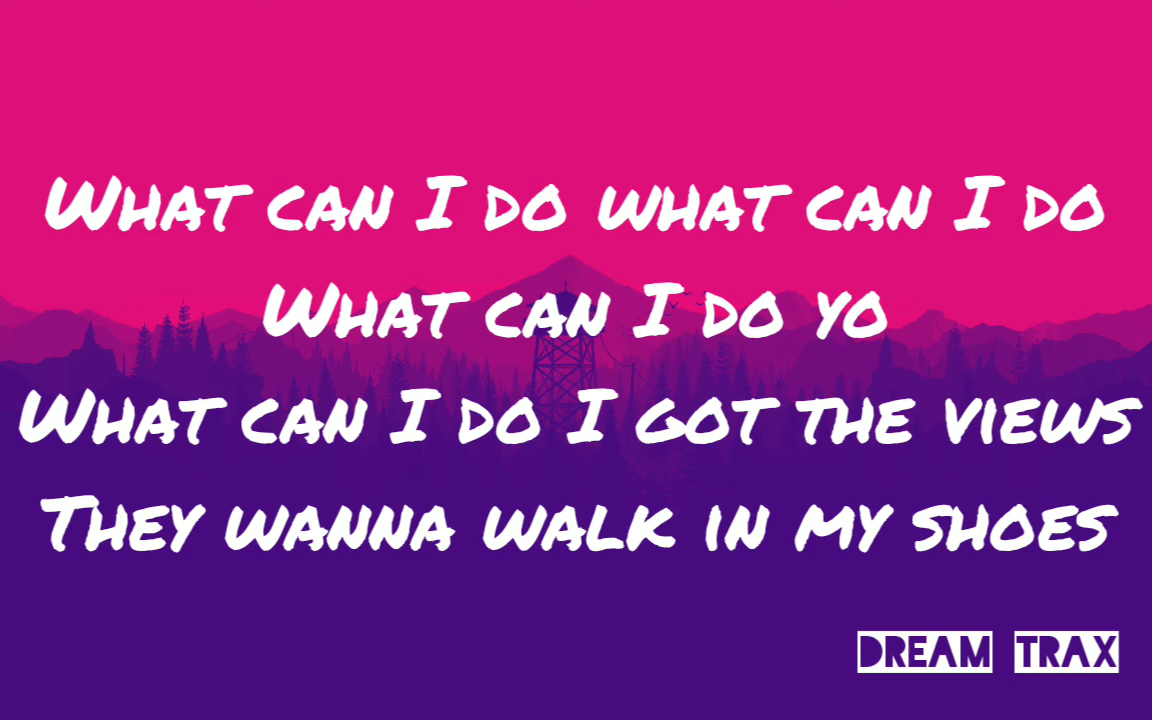 What can I do what can I do
What can I do yo
What can I do I got the views
They wanna walk in my shoes
DREAM TRAX